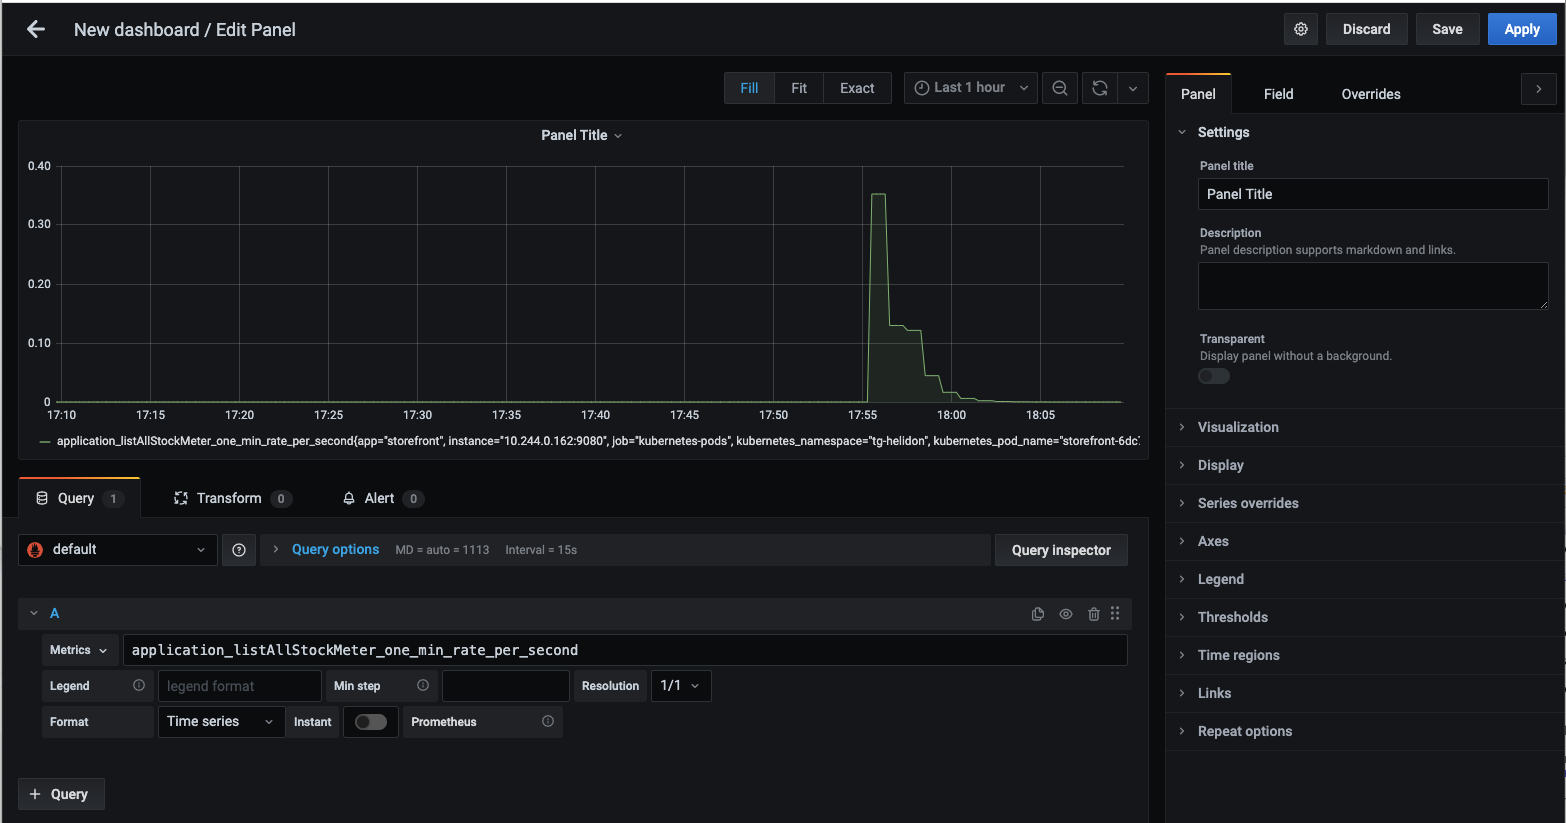 New dashboard / Edit Panel
Discard
Save
Apply
Fill
Fit
Exact
Last 1 hour
Panel Title
0.40
0.30
0.20
0.10
0
17:10
17:15
17:20
17:25
17:30
17:35
17:40
17:45
17:50
17:55
18:00
18:05
application_listAllStockMeter_one_min_rate_per_second{app="storefront", instance="10.244.0.162:9080", job="kubernetes-pods", kubernetes_namespace="tg-helidon", kubernetes_pod_name="storefront-6dc
Query 1
Transform 0
Alert 0
default
Query options
MD = auto = 1113
Interval = 15s
Query inspector
A
Metrics
application_listAllStockMeter_one_min_rate_per_second
Legend
legend format
Min step
Resolution
1/1
Format
Time series
Instant
Prometheus
+ Query
Panel
Field
Overrides
Settings
Panel title
Panel Title
Description
Panel description supports markdown and links.
Transparent
Display panel without a background.
Visualization
Display
Series overrides
Axes
Legend
Thresholds
Time regions
Links
Repeat options